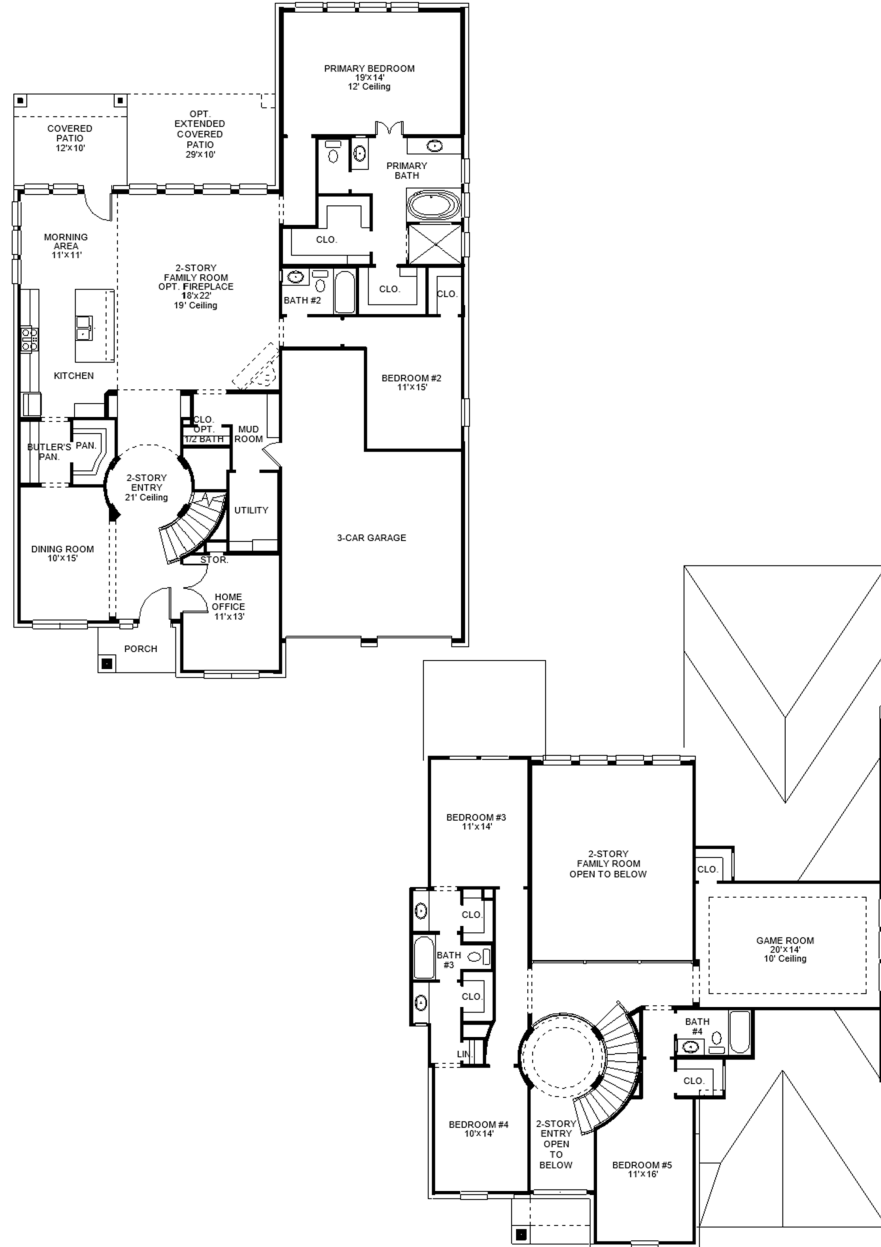 PRIMARY BEDROOM
19'x14'
12' Ceiling
COVERED
PATIO
12'x10'
OPT.
EXTENDED
COVERED
PATIO
29'x10'
PRIMARY
BATH
MORNING
AREA
11'x11'
CLO.
2-STORY
FAMILY ROOM
OPT. FIREPLACE
18'x22'
19' Ceiling
BATH #2
CLO.
CLO.
KITCHEN
BEDROOM #2
11'x15'
CLO.
OPT.
1/2 BATH
MUD
ROOM
BUTLER'S
PAN.
PAN.
2-STORY
ENTRY
21' Ceiling
UTILITY
3-CAR GARAGE
DINING ROOM
10'x15'
STOR.
HOME
OFFICE
11'x13'
PORCH
BEDROOM #3
11'x14'
2-STORY
FAMILY ROOM
OPEN TO BELOW
CLO.
CLO.
GAME ROOM
20'x14'
10' Ceiling
BATH
#3
CLO.
BATH
#4
LIN.
CLO.
BEDROOM #4
10'x14'
2-STORY
ENTRY
OPEN
TO
BELOW
BEDROOM #5
11'x16'